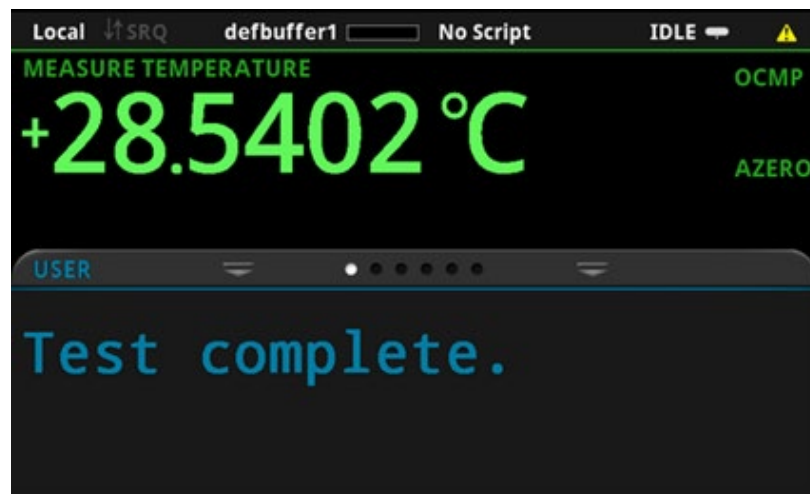 Local SRQ defbuffer1 No Script IDLE
MEASURE TEMPERATURE
OCMP
+28.5402 °C
AZERO
USER
Test complete.